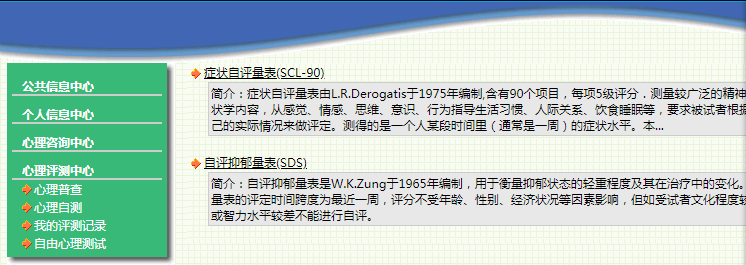 公共信息中心
个人信息中心
心理咨询中心
心理评测中心
心理普查
心理自测
我的评测记录
自由心理测试
症状自评量表(SCL-90)
简介：症状自评量表由L.R.Derogatis于1975年编制,含有90个项目，每项5级评分，测量较广泛的精神
状学内容，从感觉、情感、思维、意识、行为指导生活习惯、人际关系、饮食睡眠等，要求被试者根据
己的实际情况来做评定。测得的是一个人某段时间里（通常是一周）的症状水平。本...
自评抑郁量表(SDS)
简介：自评抑郁量表是W.K.Zung于1965年编制，用于衡量抑郁状态的轻重程度及其在治疗中的变化。
量表的评定时间跨度为最近一周，评分不受年龄、性别、经济状况等因素影响，但如受试者文化程度较
或智力水平较差不能进行自评。